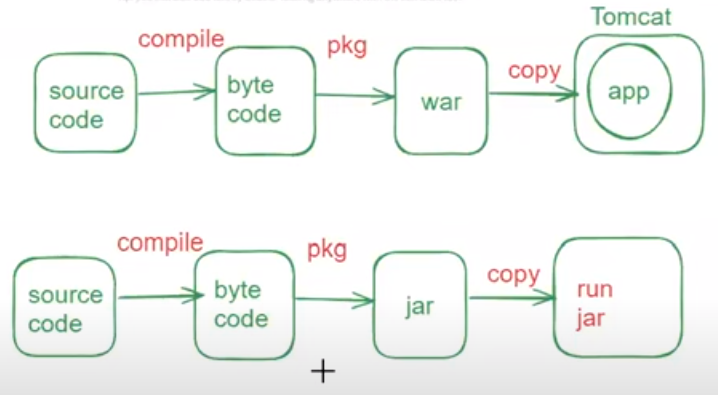 Tomcat
compile
pkg
copy
source
code
byte
code
war
app
compile
pkg
copy
source
code
byte
code
jar
run
jar